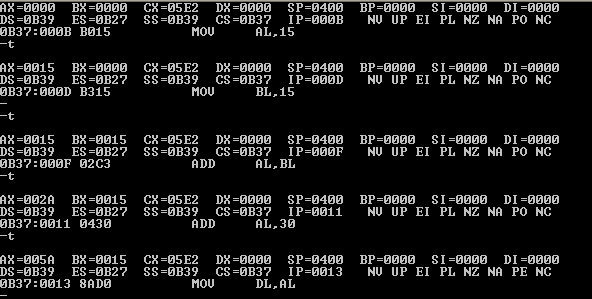 AX=0000  BX=0000  CX=05E2  DX=0000  SP=0400  BP=0000  SI=0000  DI=0000
DS=0B39  ES=0B27  SS=0B39  CS=0B37  IP=000B   NV UP EI PL NZ NA PO NC
0B37:000B B015          MOV     AL,15
-t
AX=0015  BX=0000  CX=05E2  DX=0000  SP=0400  BP=0000  SI=0000  DI=0000
DS=0B39  ES=0B27  SS=0B39  CS=0B37  IP=000D   NV UP EI PL NZ NA PO NC
0B37:000D B315          MOV     BL,15
-
-t
AX=0015  BX=0015  CX=05E2  DX=0000  SP=0400  BP=0000  SI=0000  DI=0000
DS=0B39  ES=0B27  SS=0B39  CS=0B37  IP=000F   NV UP EI PL NZ NA PO NC
0B37:000F 02C3          ADD     AL,BL
-t
AX=002A  BX=0015  CX=05E2  DX=0000  SP=0400  BP=0000  SI=0000  DI=0000
DS=0B39  ES=0B27  SS=0B39  CS=0B37  IP=0011   NV UP EI PL NZ NA PO NC
0B37:0011 0430          ADD     AL,30
-t
AX=005A  BX=0015  CX=05E2  DX=0000  SP=0400  BP=0000  SI=0000  DI=0000
DS=0B39  ES=0B27  SS=0B39  CS=0B37  IP=0013   NV UP EI PL NZ NA PE NC
0B37:0013 8AD0          MOV     DL,AL
-